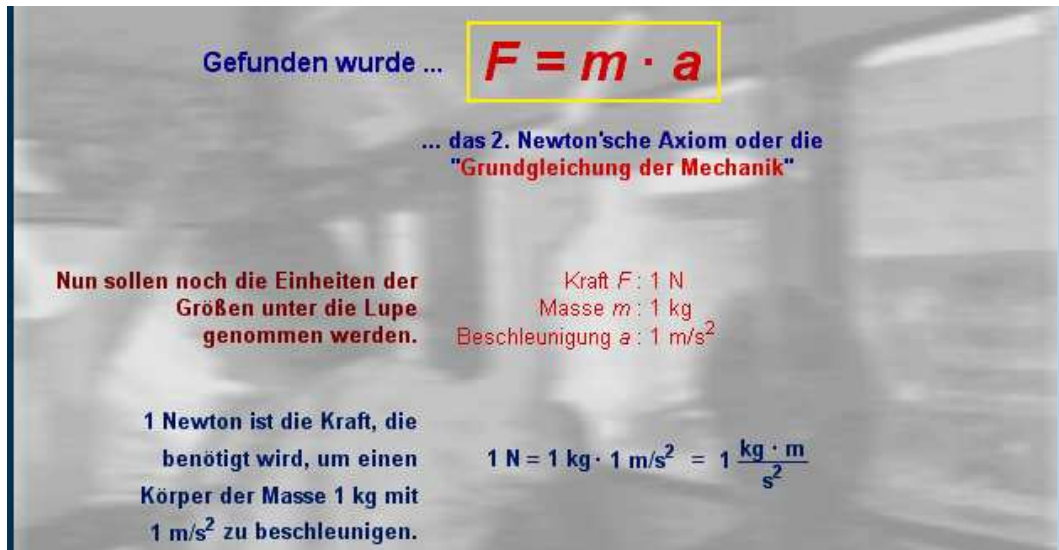 Gefunden wurde ... F = m · a
... das 2. Newton'sche Axiom oder die
"Grundgleichung der Mechanik"
Nun sollen noch die Einheiten der
Größen unter die Lupe
genommen werden.
Kraft F : 1 N
Masse m : 1 kg
Beschleunigung a : 1 m/s²
1 Newton ist die Kraft, die
benötigt wird, um einen
Körper der Masse 1 kg mit
1 m/s² zu beschleunigen.
1 N = 1 kg · 1 m/s² = 1 kg · m / s²